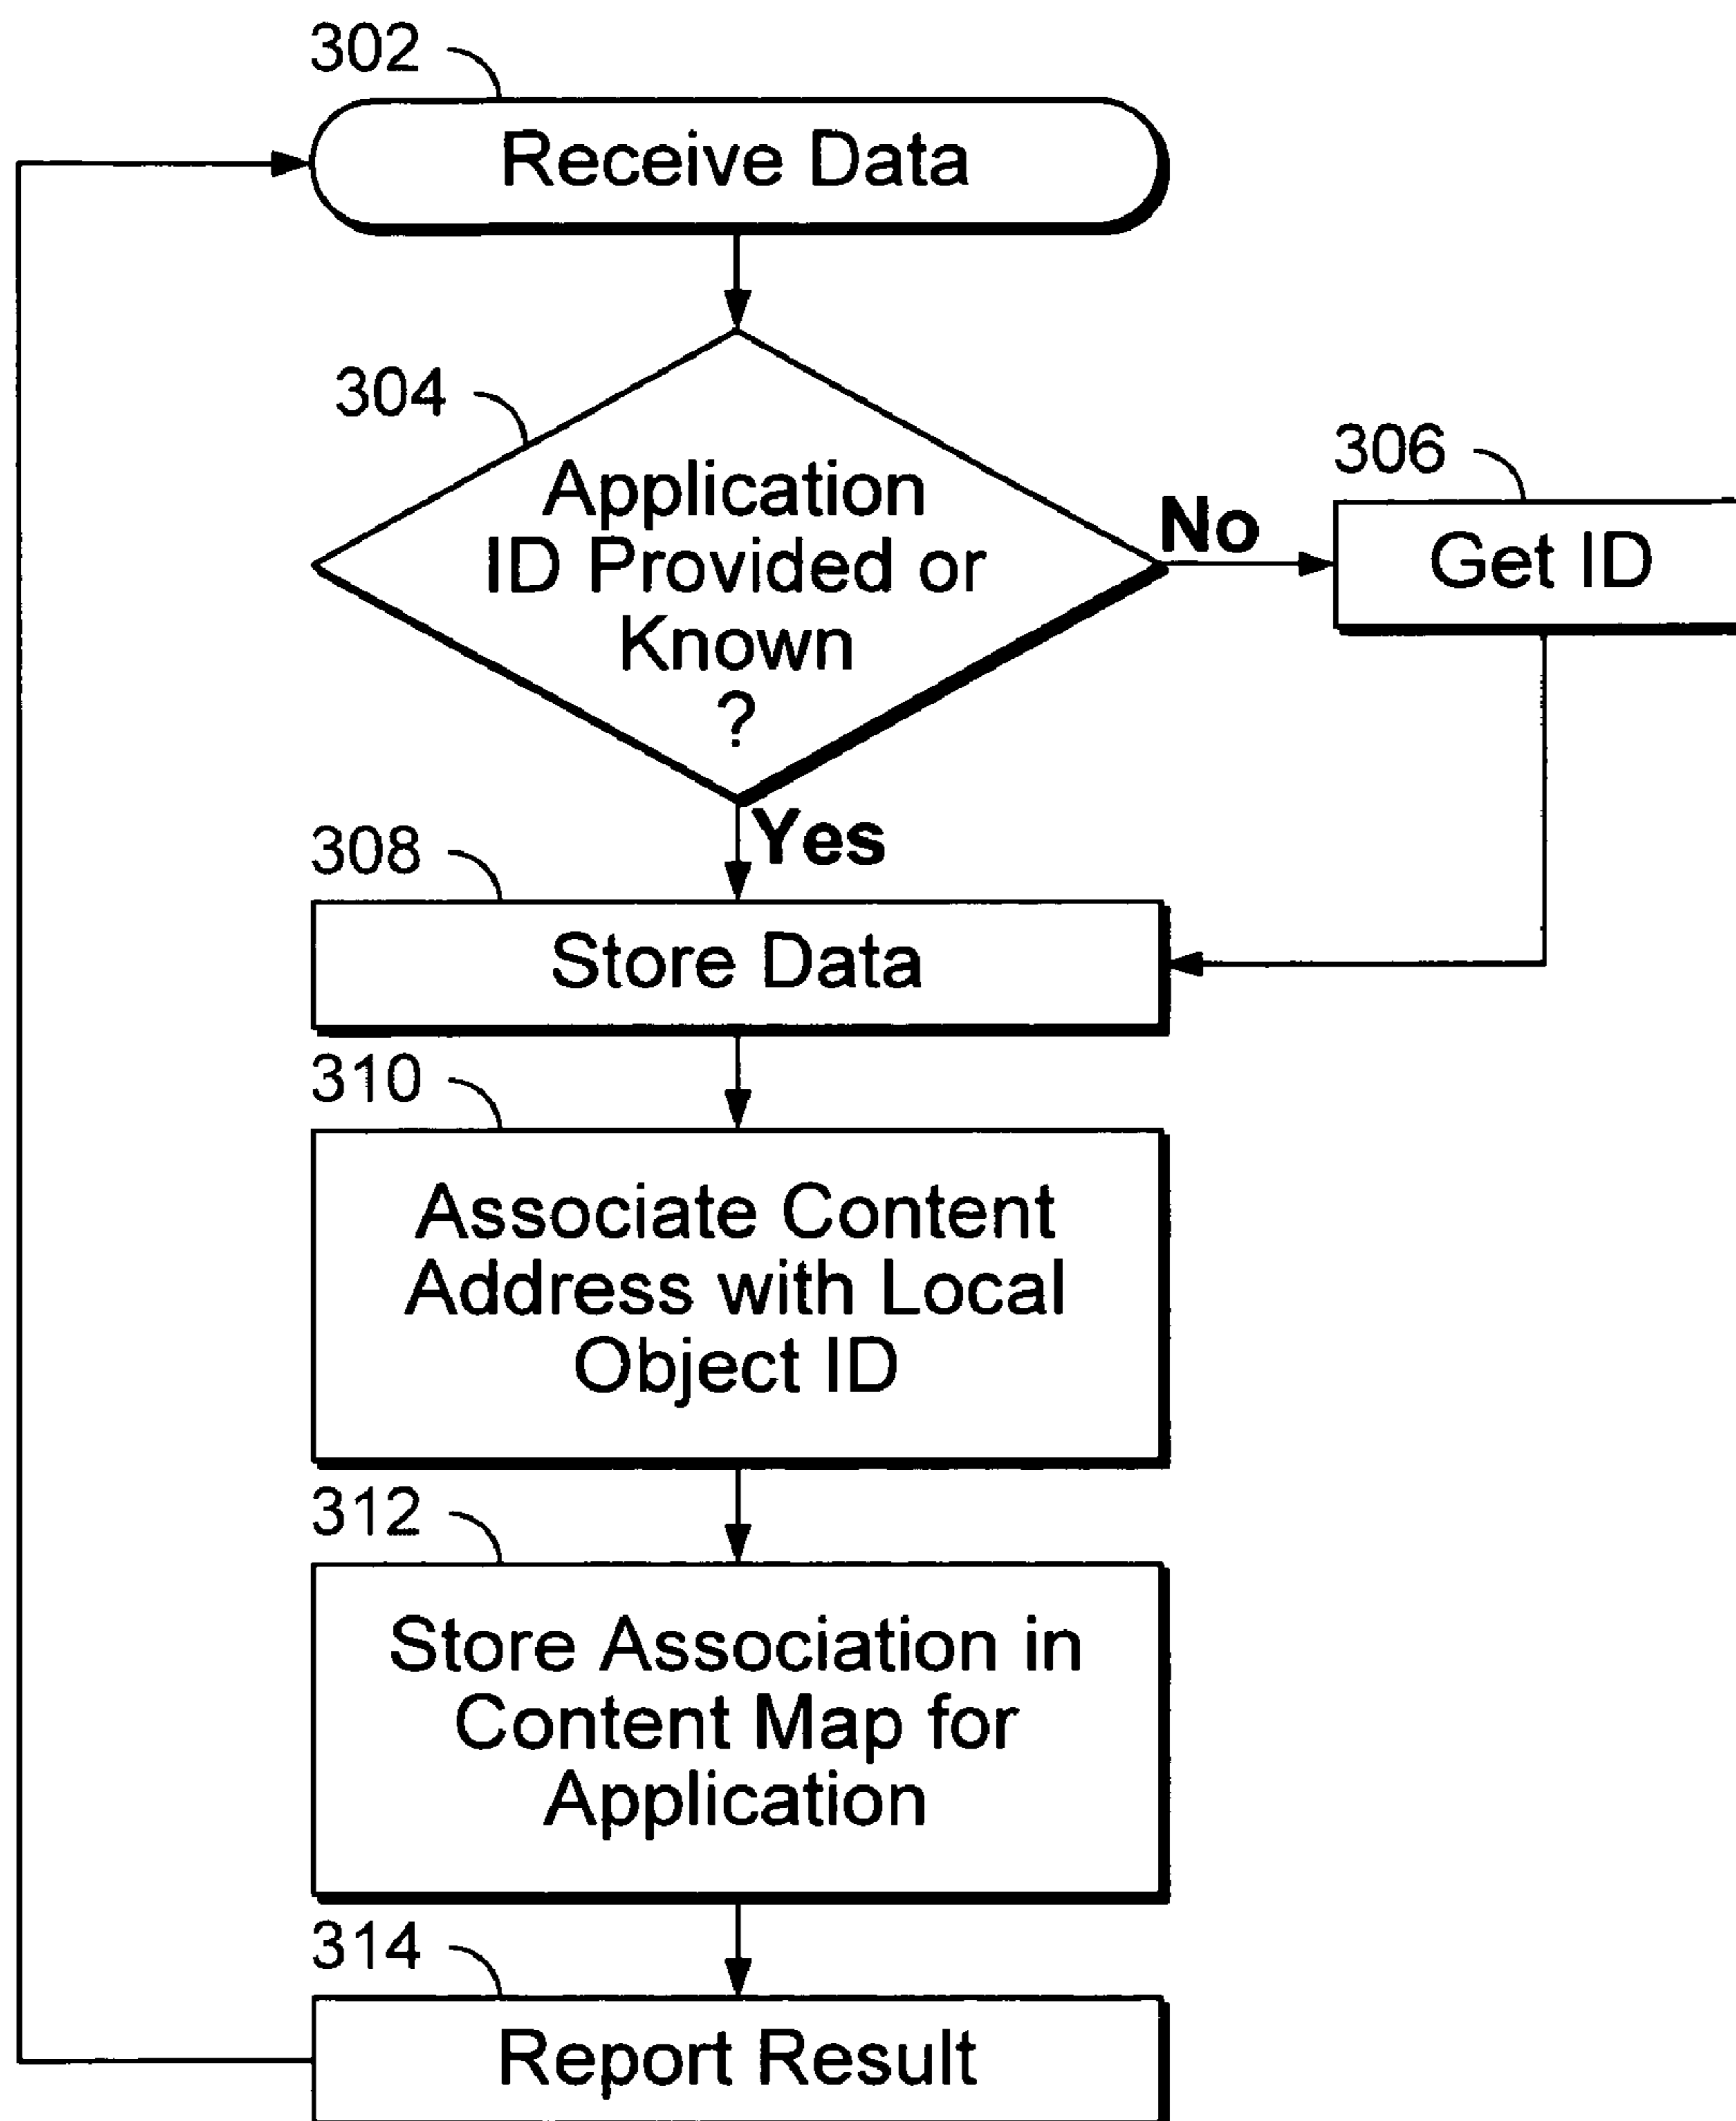 302
Receive Data
304
Application
ID Provided or
Known
?
No
306
Get ID
Yes
308
Store Data
310
Associate Content
Address with Local
Object ID
312
Store Association in
Content Map for
Application
314
Report Result